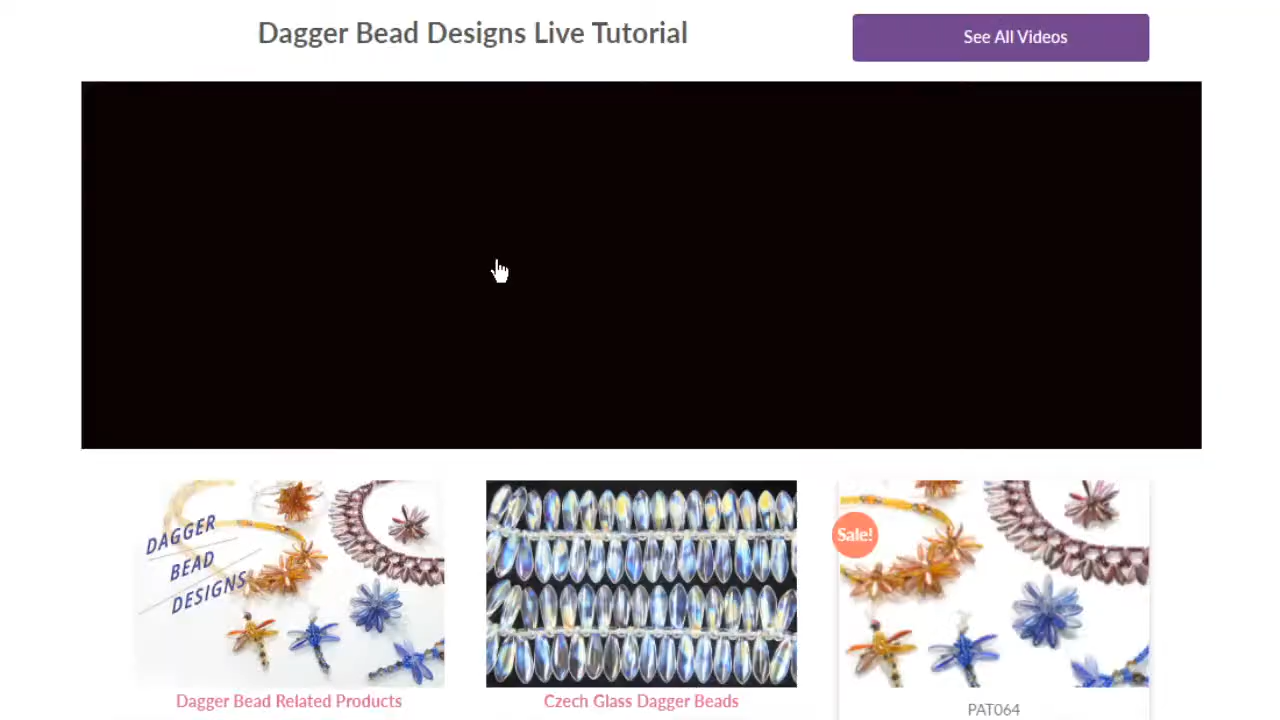 Dagger Bead Designs Live Tutorial
See All Videos
DAGGER
BEAD
DESIGNS
Sale!
Dagger Bead Related Products
Czech Glass Dagger Beads
PAT064